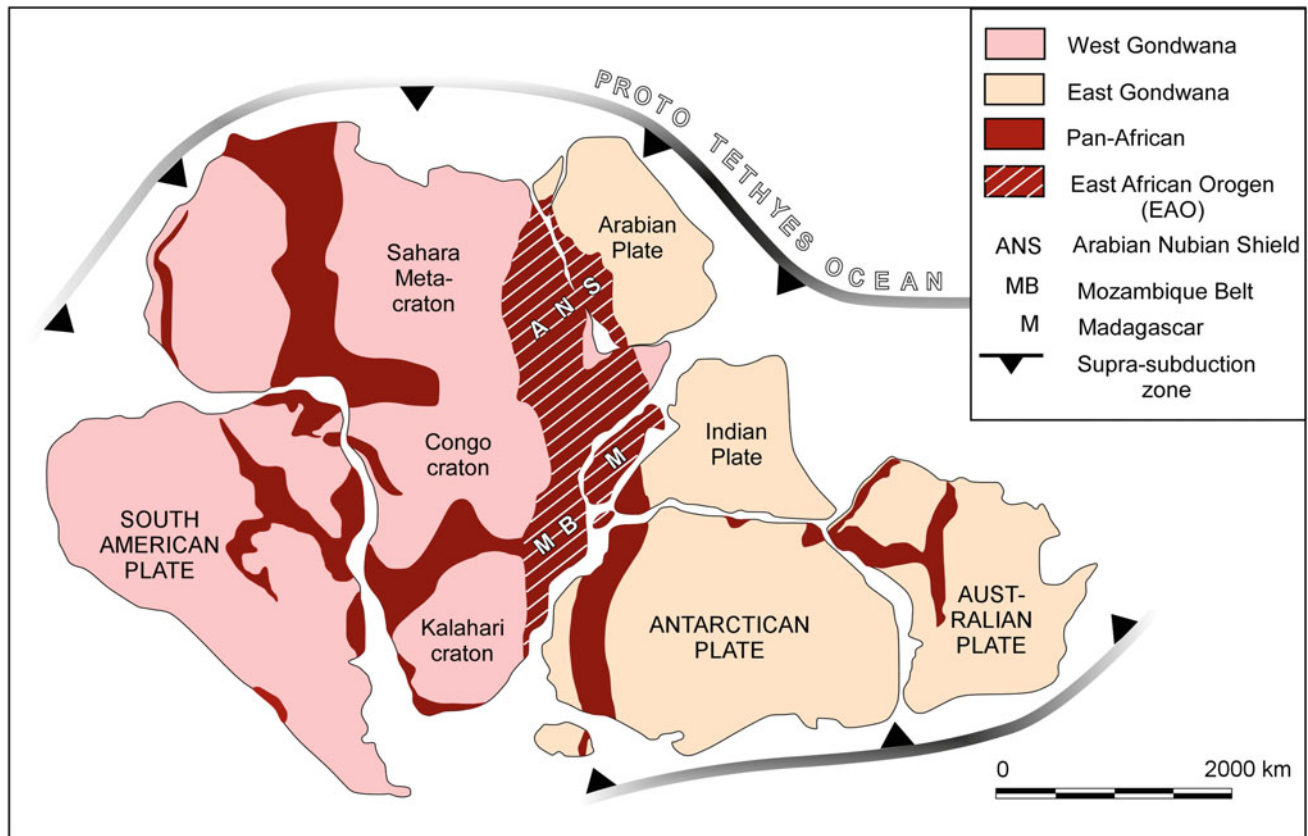 West Gondwana
East Gondwana
Pan-African
East African Orogen
(EAO)
ANS Arabian Nubian Shield
MB Mozambique Belt
M Madagascar
Supra-subduction
zone
PROTO TETHYES OCEAN
Arabian
Plate
Sahara
Meta-
craton
ANS
Congo
craton
Indian
Plate
M
MB
SOUTH
AMERICAN
PLATE
Kalahari
craton
ANTARCTICAN
PLATE
AUST-
RALIAN
PLATE
0 2000 km